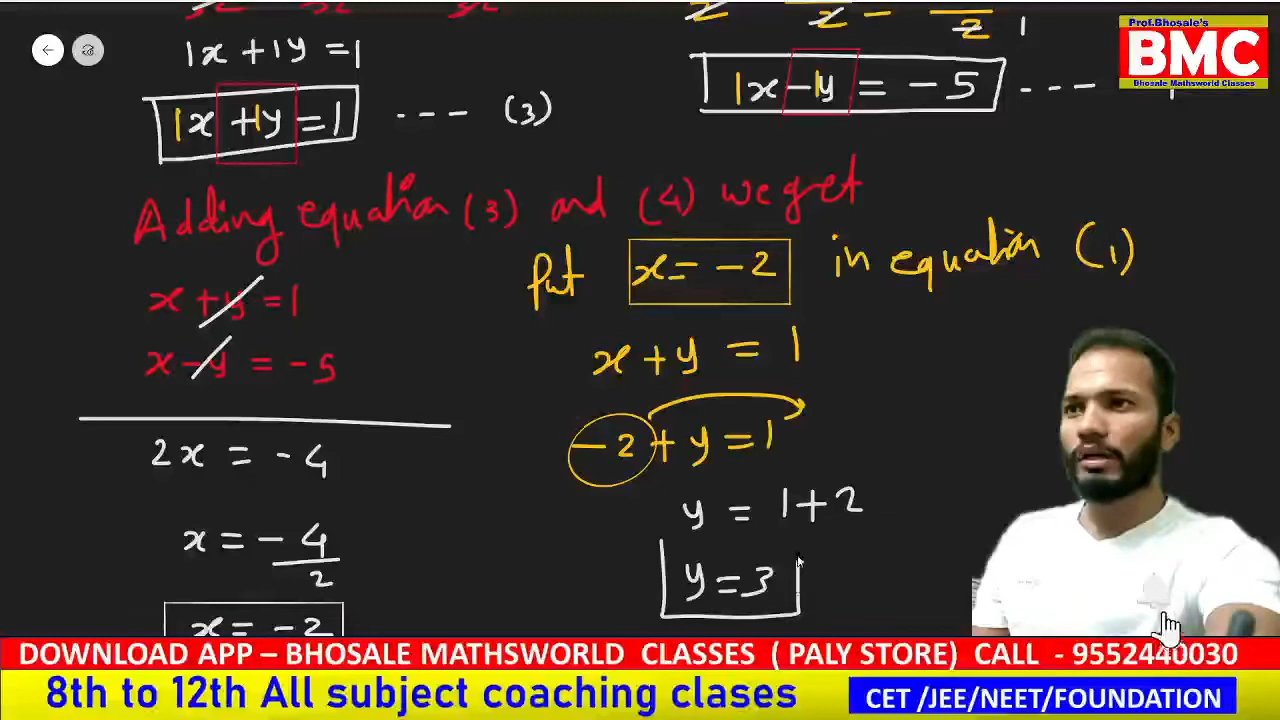 1x + 1y = 1
1x + 1y = 1 ---- (3)
1x - 1y = -5 ----
Prof.Bhosale's
BMC
Bhosale Mathsworld Classes
Adding equation (3) and (4) we get
x + y = 1
x - y = -5
2x = -4
x = -4/2
x = -2
Put x = -2 in equation (1)
x + y = 1
-2 + y = 1
y = 1+2
y = 3
DOWNLOAD APP – BHOSALE MATHSWORLD CLASSES ( PALY STORE) CALL - 9552440030
8th to 12th All subject coaching clases
CET /JEE/NEET/FOUNDATION